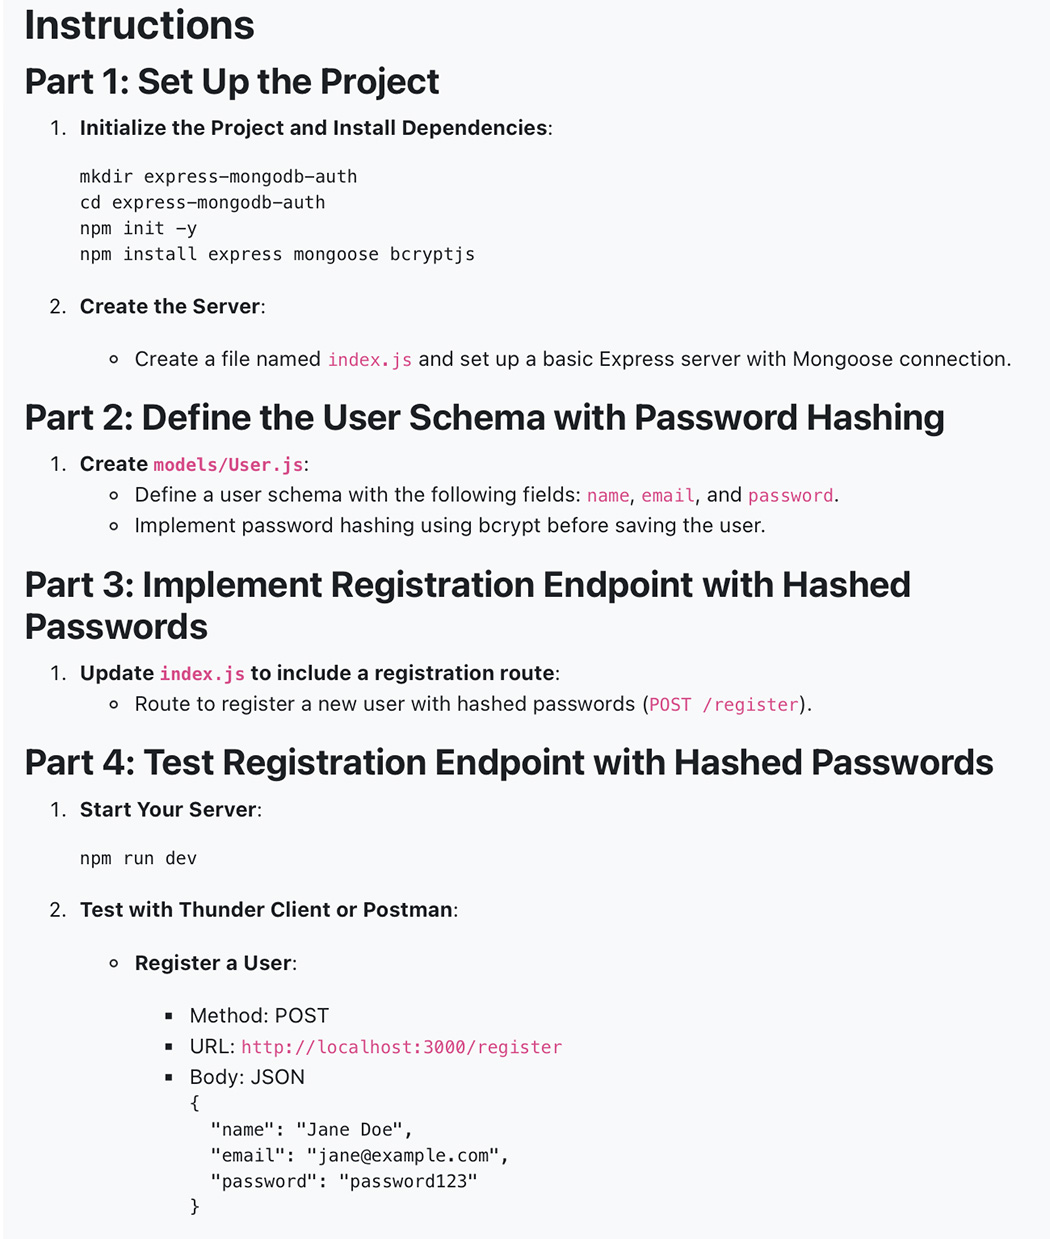 Instructions
Part 1: Set Up the Project
1. Initialize the Project and Install Dependencies:
mkdir express-mongodb-auth
cd express-mongodb-auth
npm init -y
npm install express mongoose bcryptjs
2. Create the Server:
Create a file named index.js and set up a basic Express server with Mongoose connection.
Part 2: Define the User Schema with Password Hashing
1. Create models/User.js:
Define a user schema with the following fields: name, email, and password.
Implement password hashing using bcrypt before saving the user.
Part 3: Implement Registration Endpoint with Hashed
Passwords
1. Update index.js to include a registration route:
Route to register a new user with hashed passwords (POST /register).
Part 4: Test Registration Endpoint with Hashed Passwords
1. Start Your Server:
npm run dev
2. Test with Thunder Client or Postman:
Register a User:
Method: POST
URL: http://localhost:3000/register
Body: JSON
{
"name": "Jane Doe",
"email": "jane@example.com",
"password": "password123"
}